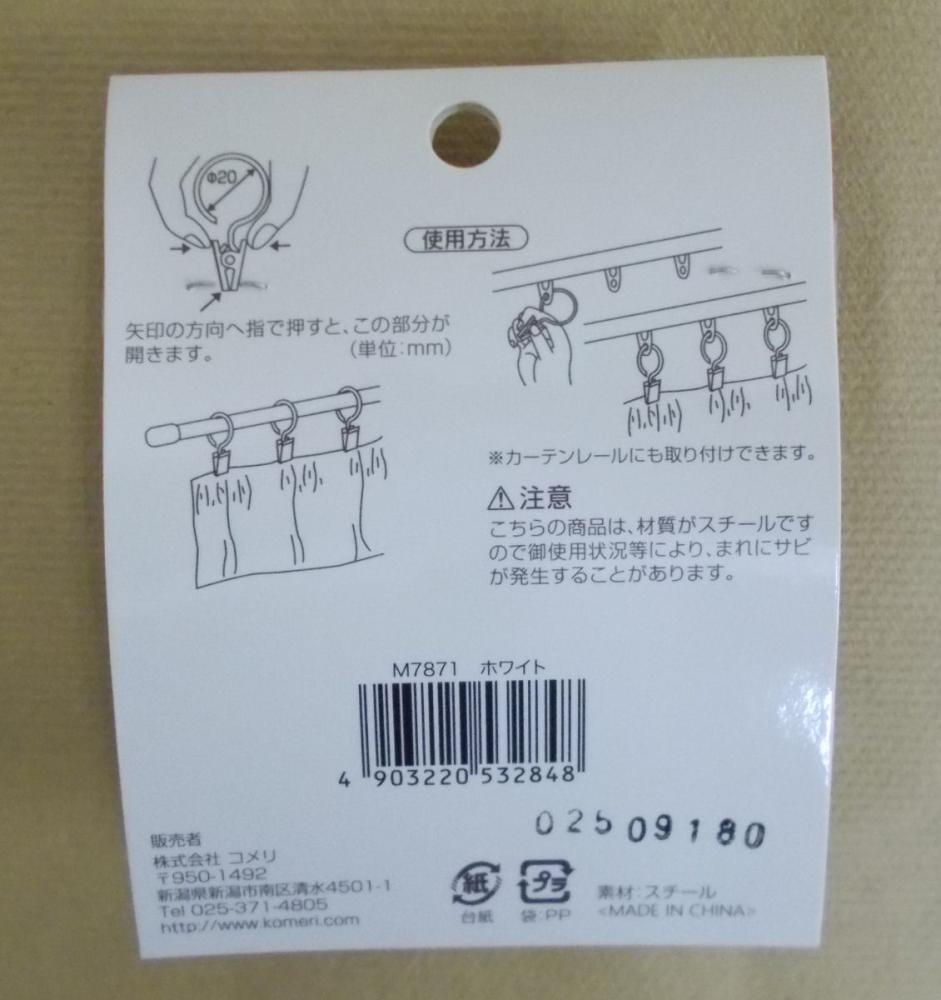 Φ20
矢印の方向へ指で押すと、この部分が
開きます。 (単位:mm)
使用方法
※カーテンレールにも取り付けできます。
⚠注意
こちらの商品は、材質がスチールです
ので御使用状況等により、まれにサビ
が発生することがあります。
M7871 ホワイト
4 903220 532848
02509180
販売者
株式会社 コメリ
〒950-1492
新潟県新潟市南区清水4501-1
Tel 025-371-4805
http://www.komeri.com
紙
台紙
プラ
袋:PP
素材:スチール
<MADE IN CHINA>